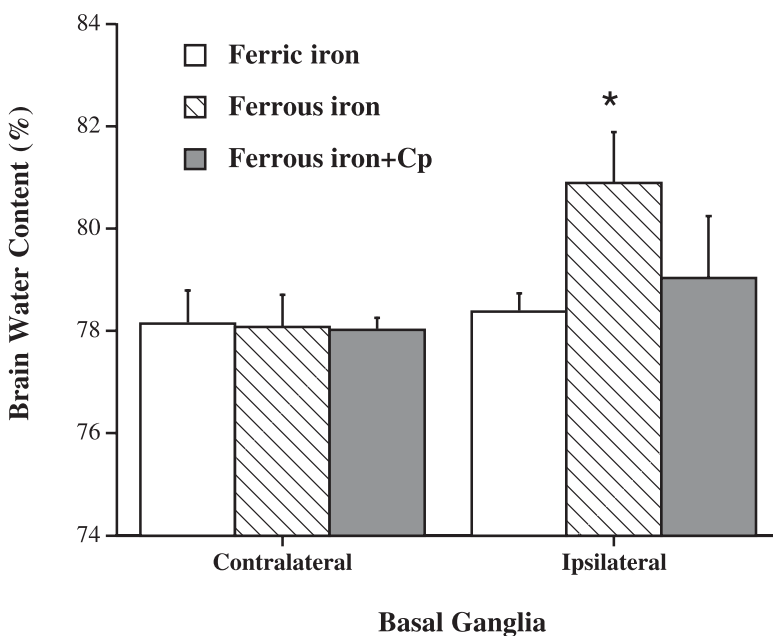 84
82
80
78
76
74
Brain Water Content (%)
Ferric iron
Ferrous iron
Ferrous iron+Cp
*
Contralateral
Ipsilateral
Basal Ganglia